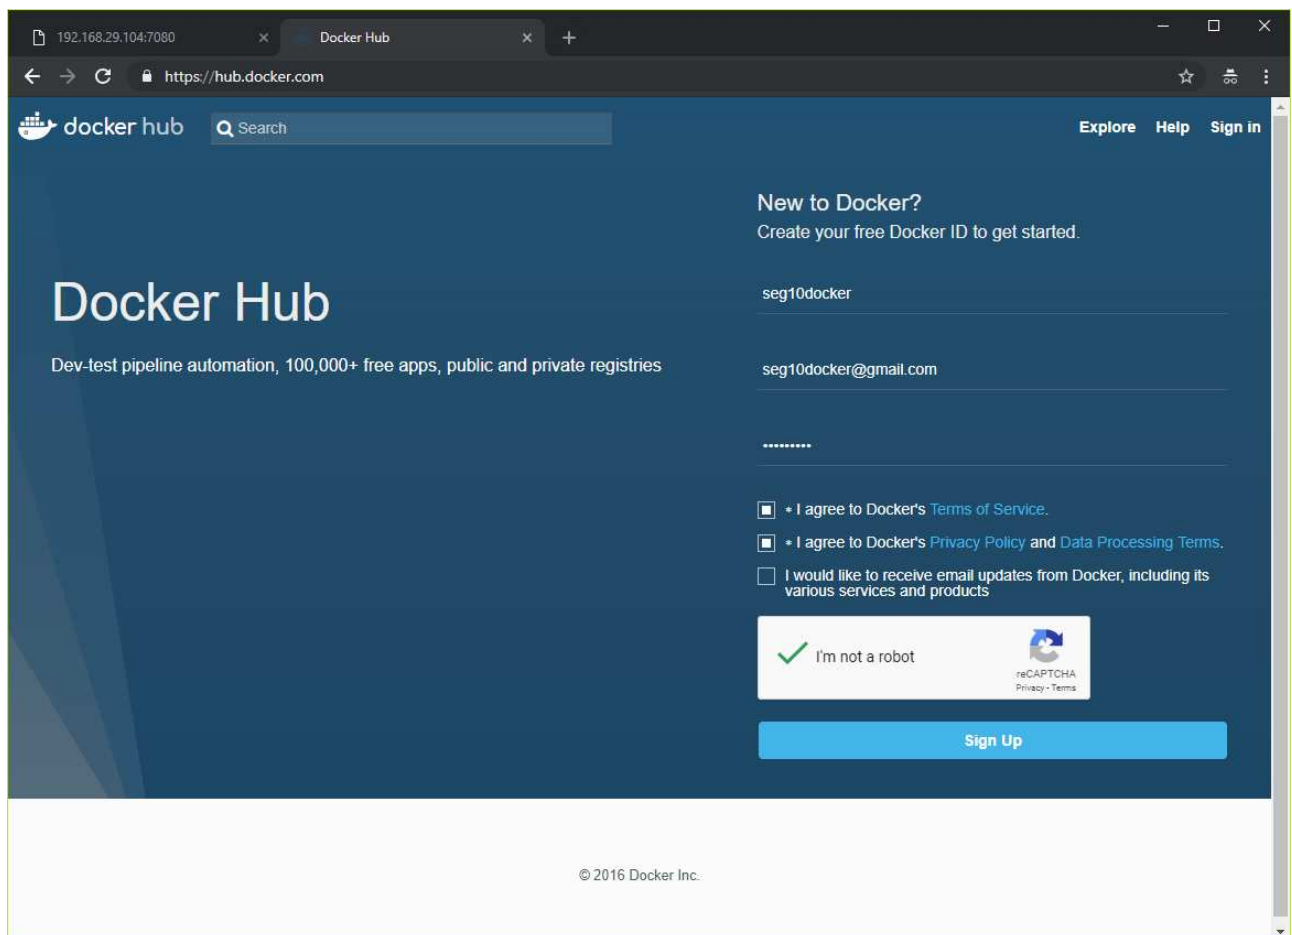 192.168.29.104:7080
Docker Hub
https://hub.docker.com
docker hub
Search
Explore Help Sign in
New to Docker?
Create your free Docker ID to get started.
seg10docker
Docker Hub
seg10docker@gmail.com
Dev-test pipeline automation, 100,000+ free apps, public and private registries
•••••••••
* I agree to Docker's Terms of Service.
* I agree to Docker's Privacy Policy and Data Processing Terms.
I would like to receive email updates from Docker, including its
various services and products
I'm not a robot
reCAPTCHA
Privacy - Terms
Sign Up
© 2016 Docker Inc.